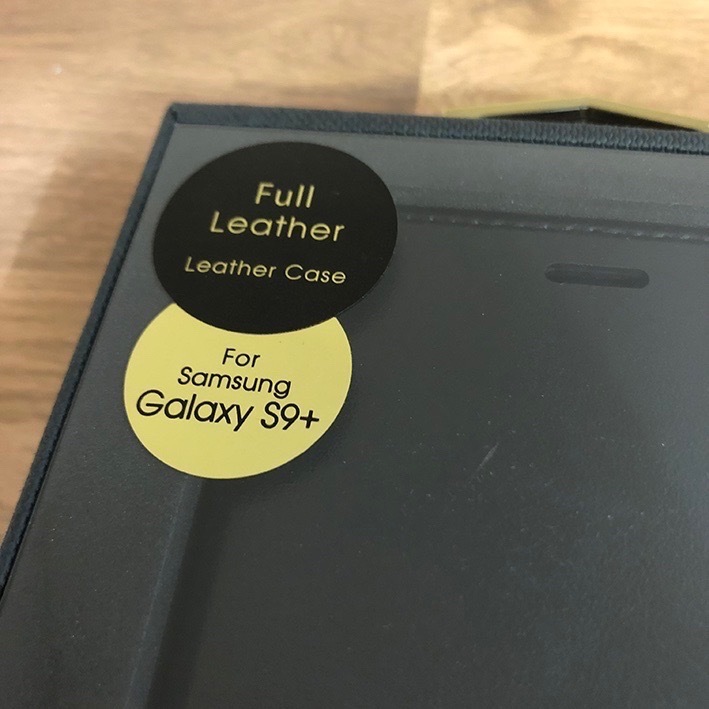 Full
Leather
Leather Case
For
Samsung
Galaxy S9+